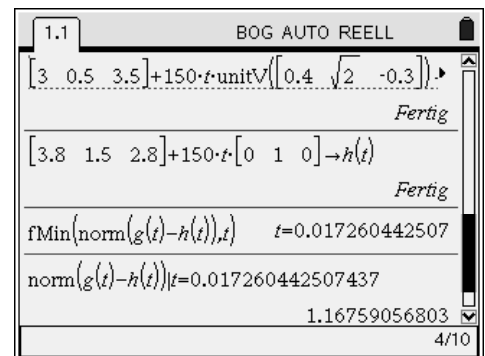 1.1 BOG AUTO REELL
[3 0.5 3.5]+150·t·unitV([0.4 √2 -0.3])·▸
Fertig
[3.8 1.5 2.8]+150·t·[0 1 0]→h(t)
Fertig
fMin(norm(g(t)−h(t)),t) t=0.017260442507
norm(g(t)−h(t))|t=0.017260442507437
1.16759056803
4/10